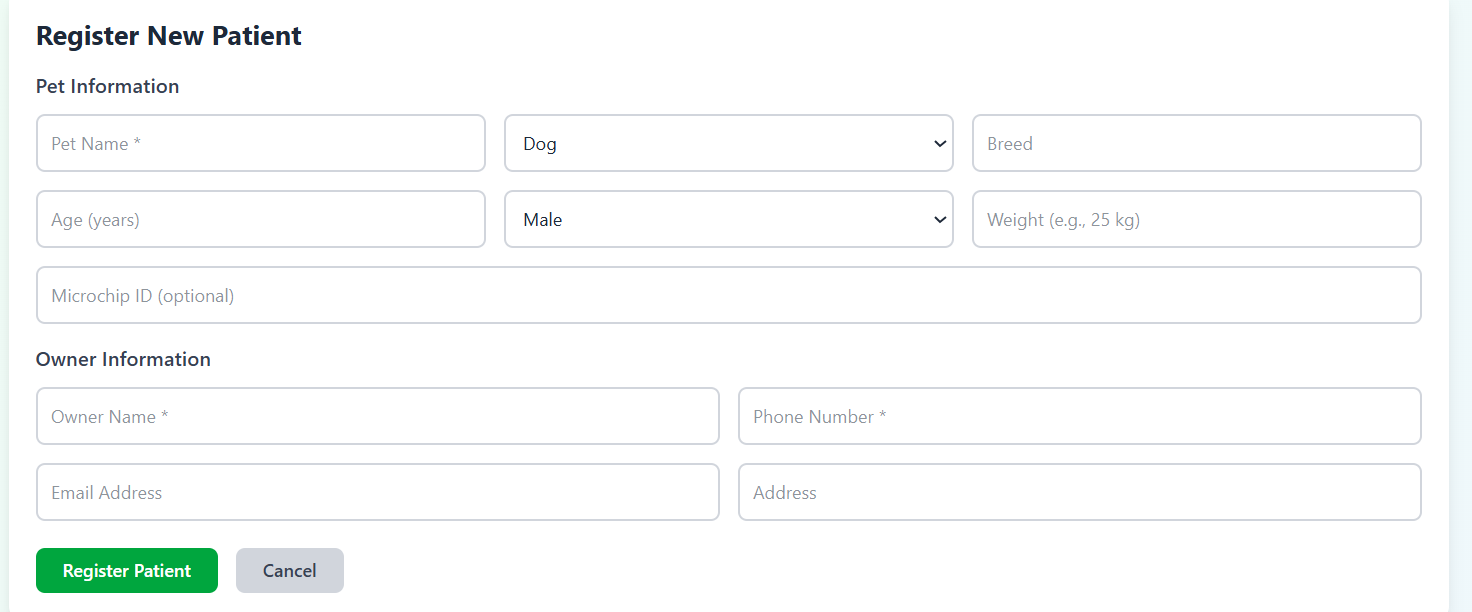 Register New Patient
Pet Information
Pet Name *
Dog
Breed
Age (years)
Male
Weight (e.g., 25 kg)
Microchip ID (optional)
Owner Information
Owner Name *
Phone Number *
Email Address
Address
Register Patient
Cancel